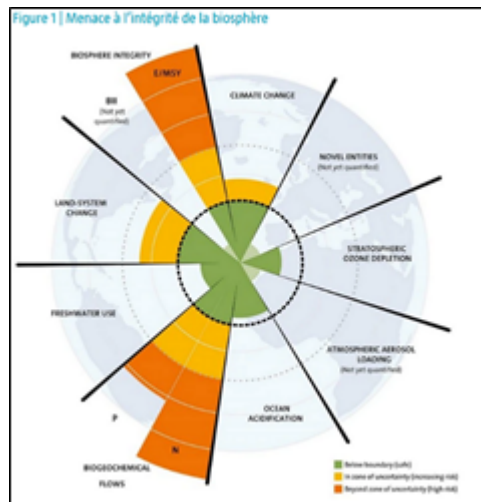 Figure 1 | Menace à l'intégrité de la biosphère
BIOSPHERE INTEGRITY
E/MSY
CLIMATE CHANGE
BII
(Not yet
quantified)
NOVEL ENTITIES
(Not yet quantified)
LAND-SYSTEM
CHANGE
STRATOSPHERIC
OZONE DEPLETION
FRESHWATER USE
ATMOSPHERIC AEROSOL
LOADING
(Not yet quantified)
P
N
OCEAN
ACIDIFICATION
BIOGEOCHEMICAL
FLOWS
Below boundary (safe)
In zone of uncertainty (increasing risk)
Beyond zone of uncertainty (high risk)